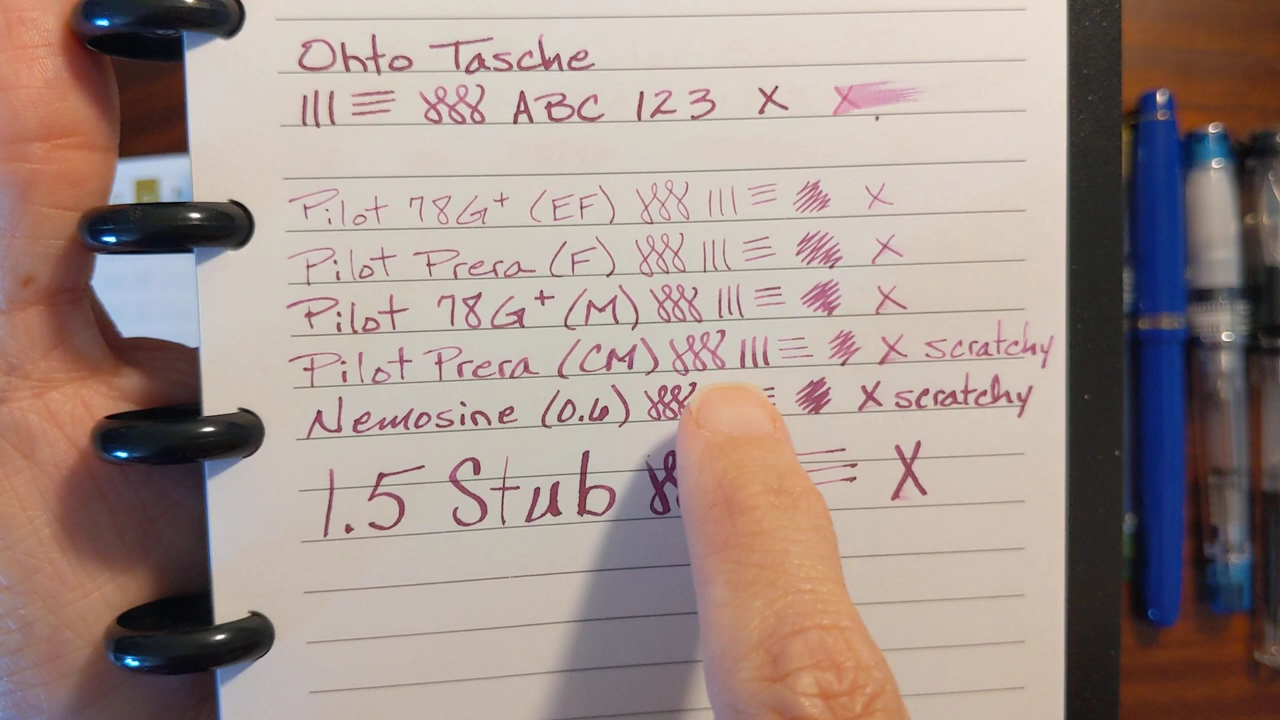 Ohto Tasche
ABC 123 X X
Pilot 78G+ (EF) X
Pilot Prera (F) X
Pilot 78G+ (M) X
Pilot Prera (CM) X scratchy
Nemosine (0.6) X scratchy
1.5 Stub X